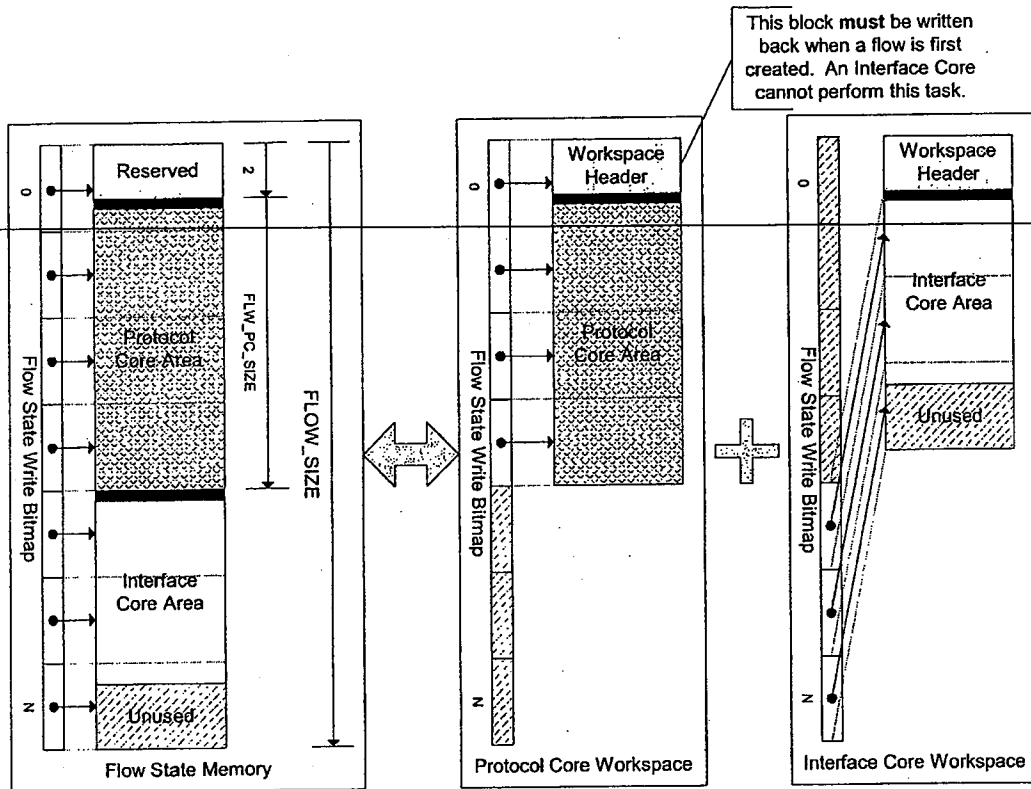 This block must be written
back when a flow is first
created. An Interface Core
cannot perform this task.
Reserved
2
0
Protocol
Core Area
FLW_PC_SIZE
FLOW_SIZE
Flow State Write Bitmap
Interface
Core Area
N
Unused
Flow State Memory
Workspace
Header
0
Protocol
Core Area
Flow State Write Bitmap
N
Protocol Core Workspace
Workspace
Header
0
Interface
Core Area
Unused
Flow State Write Bitmap
N
Interface Core Workspace